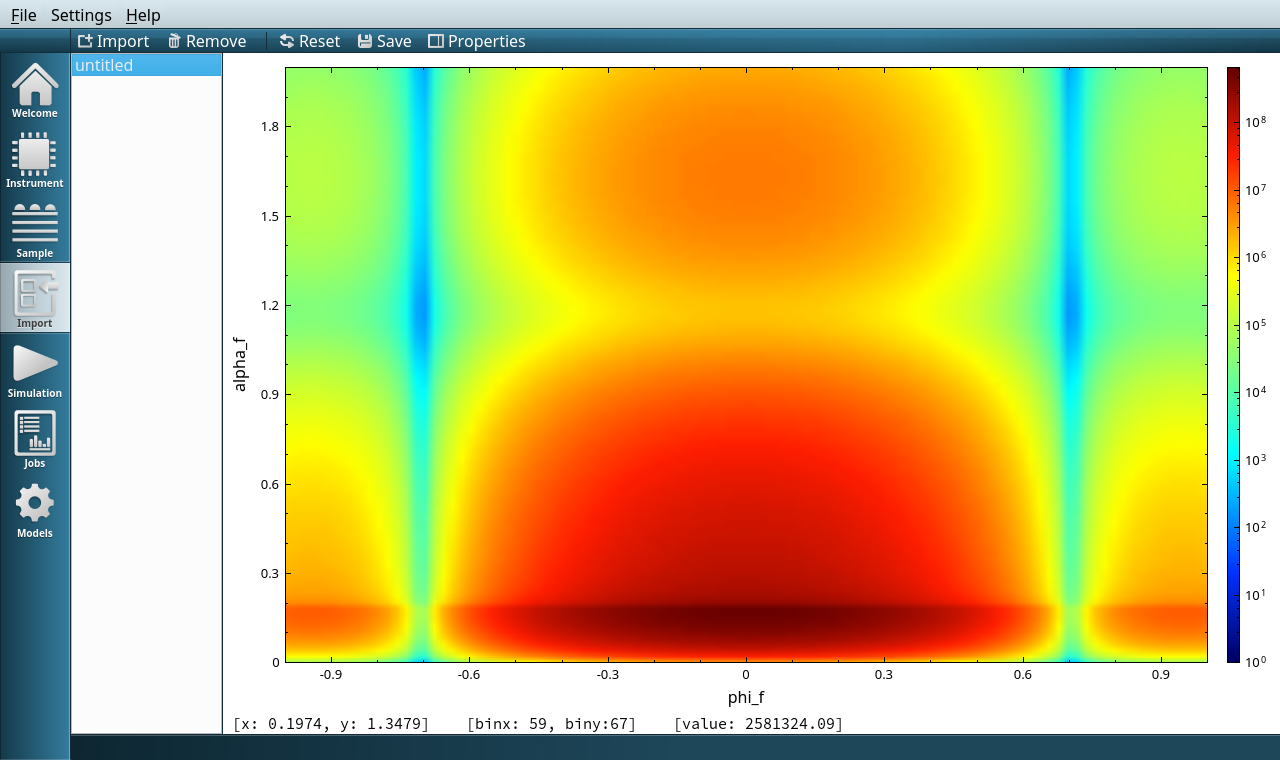 File Settings Help
Import Remove Reset Save Properties
untitled
Welcome
Instrument
Sample
Import
Simulation
Jobs
Models
alpha_f
1.8
1.5
1.2
0.9
0.6
0.3
0
-0.9 -0.6 -0.3 0 0.3 0.6 0.9
phi_f
10⁸
10⁷
10⁶
10⁵
10⁴
10³
10²
10¹
10⁰
[x: 0.1974, y: 1.3479] [binx: 59, biny:67] [value: 2581324.09]